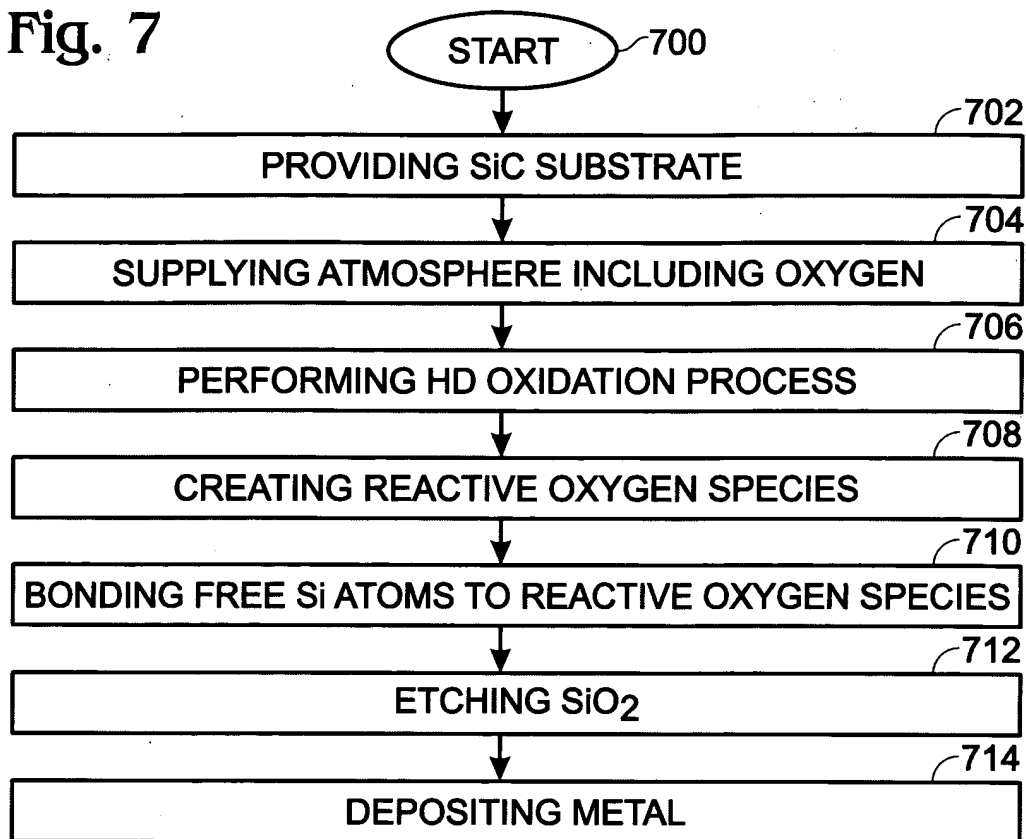 Fig. 7
START
700
702
PROVIDING SiC SUBSTRATE
704
SUPPLYING ATMOSPHERE INCLUDING OXYGEN
706
PERFORMING HD OXIDATION PROCESS
708
CREATING REACTIVE OXYGEN SPECIES
710
BONDING FREE Si ATOMS TO REACTIVE OXYGEN SPECIES
712
ETCHING SiO2
714
DEPOSITING METAL